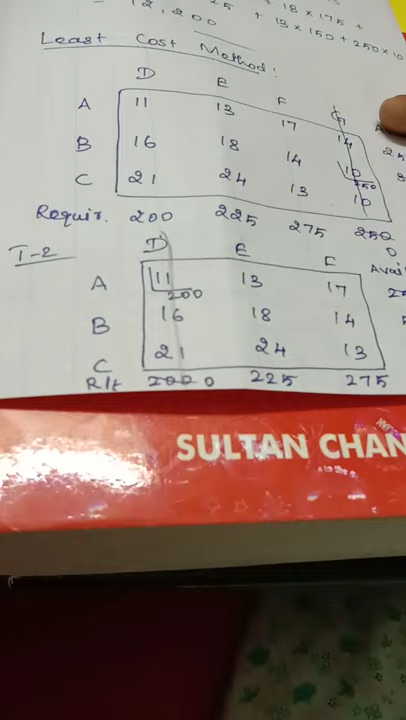 + 18 x 175 +
12,200 + 13 x 150 + 250 x 10
Least Cost Method:
D E F G
A 11 13 17 14
B 16 18 14 10 250
C 21 24 13 10
Requir. 200 225 275 250 0
T-2
D E F Avai
A 11 200 13 17
B 16 18 14
C 21 24 13
R/t 200 0 225 275
SULTAN CHAN